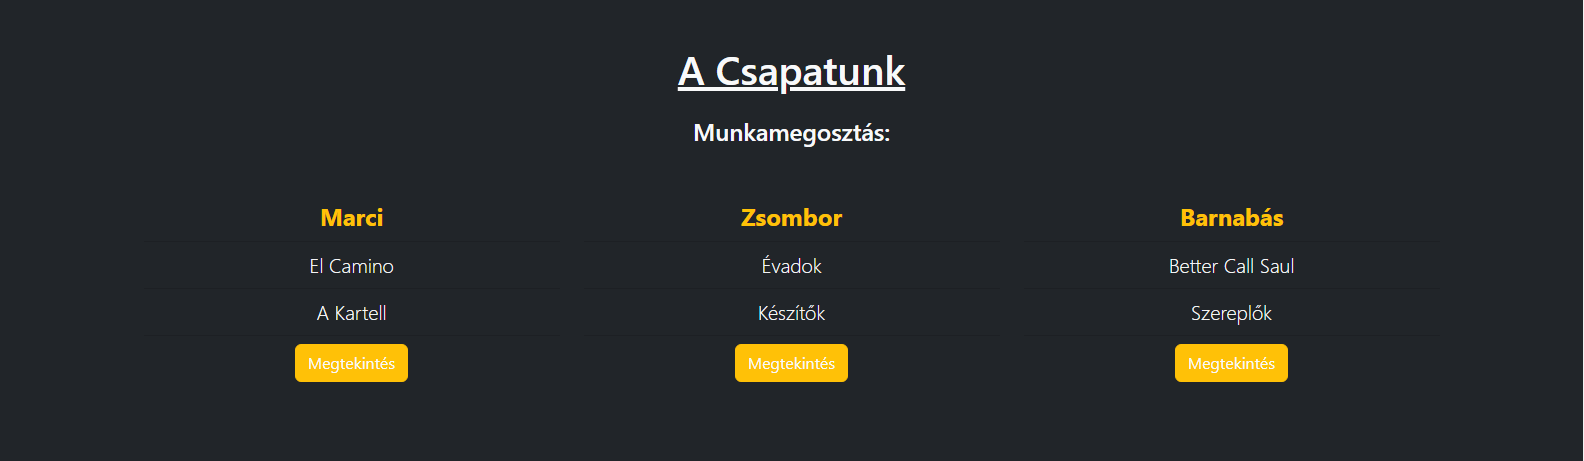 A Csapatunk
Munkamegosztás:
Marci
El Camino
A Kartell
Megtekintés
Zsombor
Évadok
Készítők
Megtekintés
Barnabás
Better Call Saul
Szereplők
Megtekintés